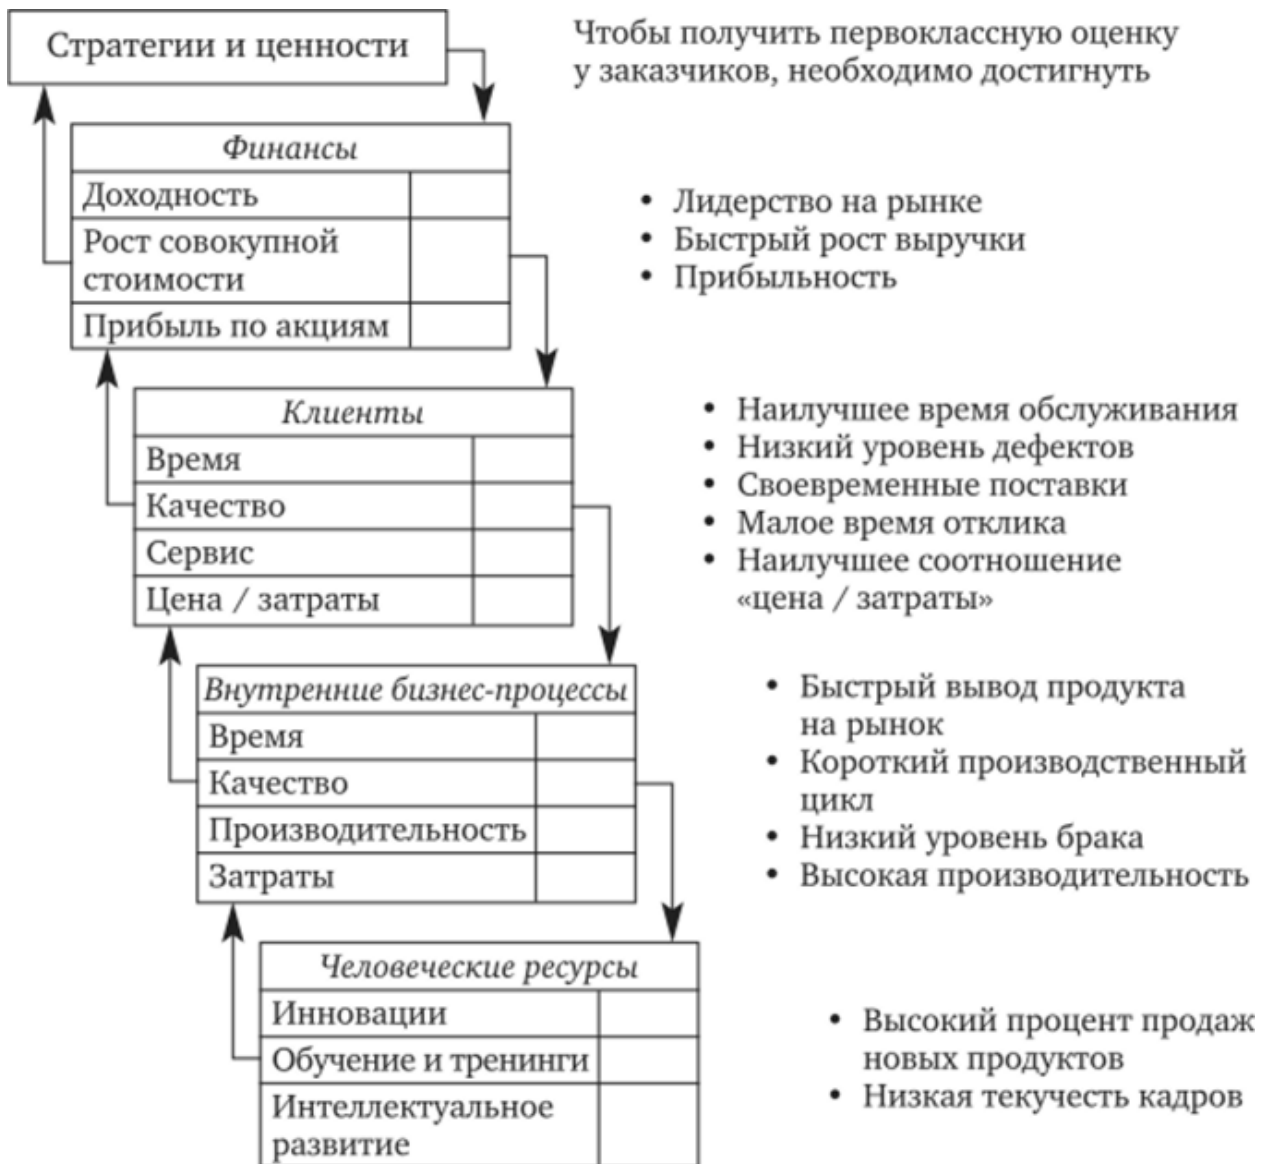 Стратегии и ценности
Чтобы получить первоклассную оценку
у заказчиков, необходимо достигнуть
Финансы
Доходность
Рост совокупной
стоимости
Прибыль по акциям
• Лидерство на рынке
• Быстрый рост выручки
• Прибыльность
Клиенты
Время
Качество
Сервис
Цена / затраты
• Наилучшее время обслуживания
• Низкий уровень дефектов
• Своевременные поставки
• Малое время отклика
• Наилучшее соотношение
«цена / затраты»
Внутренние бизнес-процессы
Время
Качество
Производительность
Затраты
• Быстрый вывод продукта
на рынок
• Короткий производственный
цикл
• Низкий уровень брака
• Высокая производительность
Человеческие ресурсы
Инновации
Обучение и тренинги
Интеллектуальное
развитие
• Высокий процент продаж
новых продуктов
• Низкая текучесть кадров